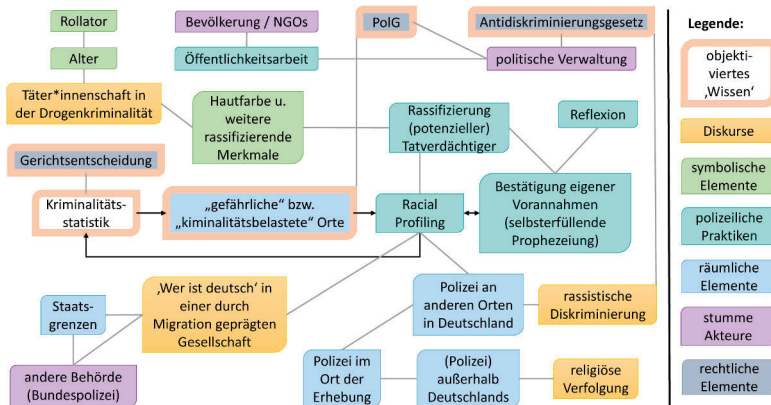 Rollator
Alter
Täter*innenschaft in
der Drogenkriminalität
Bevölkerung / NGOs
Öffentlichkeitsarbeit
PolG
Antidiskriminierungsgesetz
politische Verwaltung
Hautfarbe u.
weitere
rassifizierende
Merkmale
Rassifizierung
(potenzieller)
Tatverdächtiger
Reflexion
Gerichtsentscheidung
Kriminalitäts-
statistik
„gefährliche“ bzw.
„kiminalitätsbelastete“ Orte
Racial
Profiling
Bestätigung eigener
Vorannahmen
(selbsterfüllende
Prophezeiung)
Staats-
grenzen
‚Wer ist deutsch‘ in
einer durch
Migration geprägten
Gesellschaft
Polizei an
anderen Orten
in Deutschland
rassistische
Diskriminierung
andere Behörde
(Bundespolizei)
Polizei im
Ort der
Erhebung
(Polizei)
außerhalb
Deutschlands
religiöse
Verfolgung
Legende:
objekti-
viertes
‚Wissen‘
Diskurse
symbolische
Elemente
polizeiliche
Praktiken
räumliche
Elemente
stumme
Akteure
rechtliche
Elemente